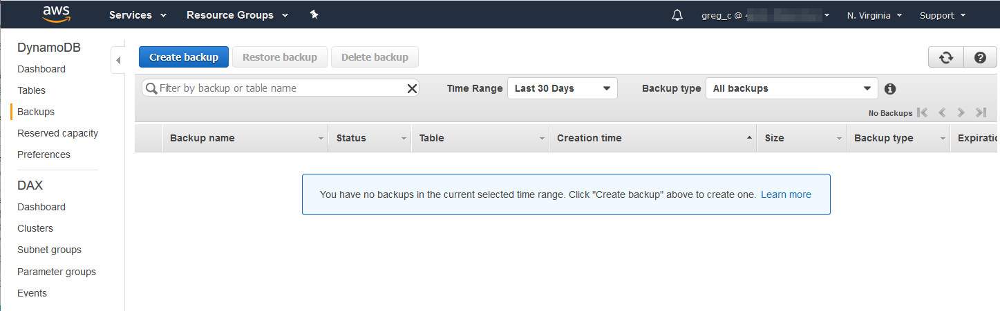 aws Services Resource Groups greg_c @ N. Virginia Support
DynamoDB
Dashboard
Tables
Backups
Reserved capacity
Preferences
DAX
Dashboard
Clusters
Subnet groups
Parameter groups
Events
Create backup Restore backup Delete backup
Filter by backup or table name Time Range Last 30 Days Backup type All backups
No Backups
Backup name Status Table Creation time Size Backup type Expiratio
You have no backups in the current selected time range. Click "Create backup" above to create one. Learn more